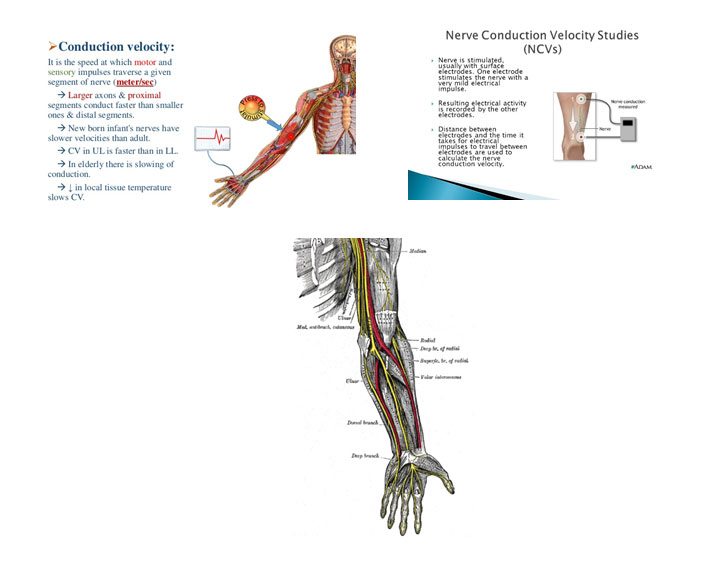 ➢Conduction velocity:
It is the speed at which motor and
sensory impulses traverse a given
segment of nerve (meter/sec)
→ Larger axons & proximal
segments conduct faster than smaller
ones & distal segments.
→ New born infant's nerves have
slower velocities than adult.
→ CV in UL is faster than in LL.
→ In elderly there is slowing of
conduction.
→ ↓ in local tissue temperature
slows CV.
Nerve Conduction Velocity Studies
(NCVs)
Nerve is stimulated,
usually with surface
electrodes. One electrode
stimulates the nerve with a
very mild electrical
impulse.
Resulting electrical activity
is recorded by the other
electrodes.
Distance between
electrodes and the time it
takes for electrical
impulses to travel between
electrodes are used to
calculate the nerve
conduction velocity.
Nerve conduction
measured
Nerve
ADAM
Median
Ulnar
Med. antibrach. cutaneous
Radial
Deep br. of radial
Superfic. br. of radial
Volar interosseous
Ulnar
Dorsal branch
Deep branch